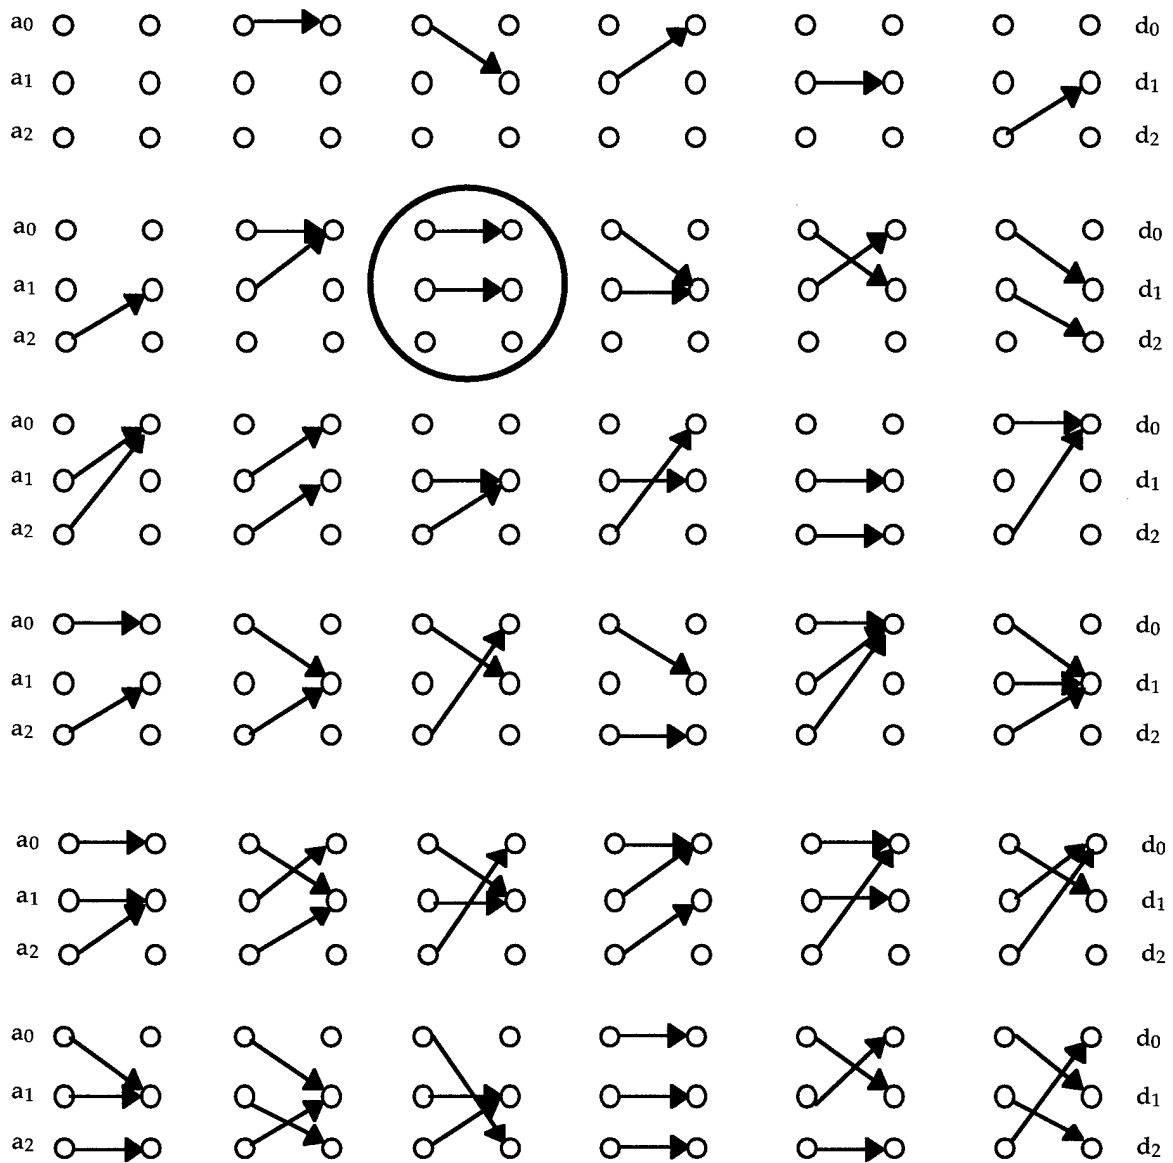 a₀ d₀
a₁ d₁
a₂ d₂
a₀ d₀
a₁ d₁
a₂ d₂
a₀ d₀
a₁ d₁
a₂ d₂
a₀ d₀
a₁ d₁
a₂ d₂
a₀ d₀
a₁ d₁
a₂ d₂
a₀ d₀
a₁ d₁
a₂ d₂